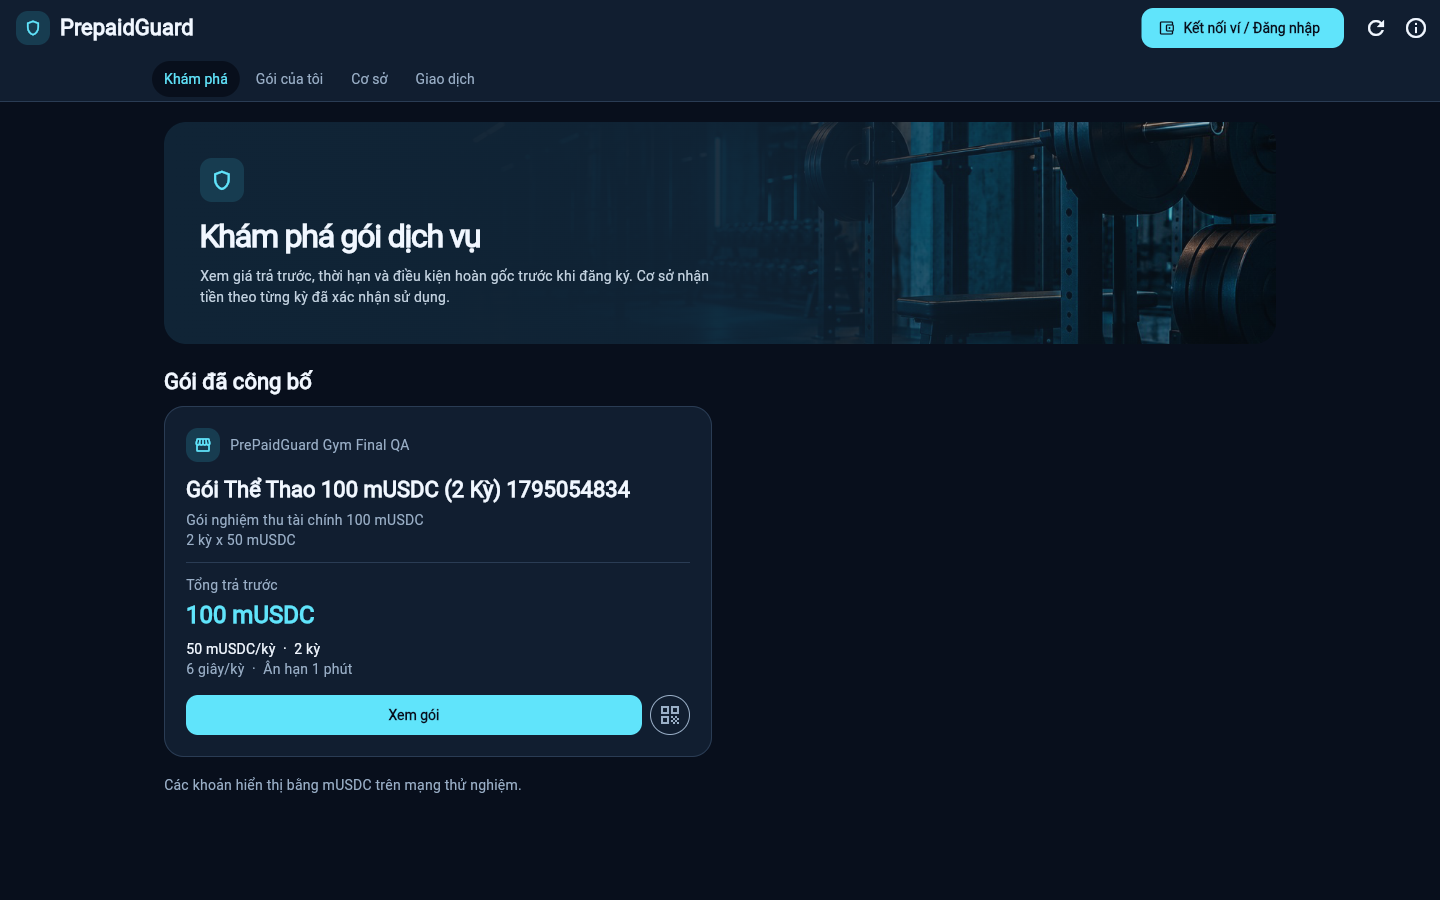 PrepaidGuard
Kết nối ví / Đăng nhập
Khám phá
Gói của tôi
Cơ sở
Giao dịch
Khám phá gói dịch vụ
Xem giá trả trước, thời hạn và điều kiện hoàn gốc trước khi đăng ký. Cơ sở nhận
tiền theo từng kỳ đã xác nhận sử dụng.
Gói đã công bố
PrePaidGuard Gym Final QA
Gói Thể Thao 100 mUSDC (2 Kỳ) 1795054834
Gói nghiệm thu tài chính 100 mUSDC
2 kỳ x 50 mUSDC
Tổng trả trước
100 mUSDC
50 mUSDC/kỳ · 2 kỳ
6 giây/kỳ · Ân hạn 1 phút
Xem gói
Các khoản hiển thị bằng mUSDC trên mạng thử nghiệm.